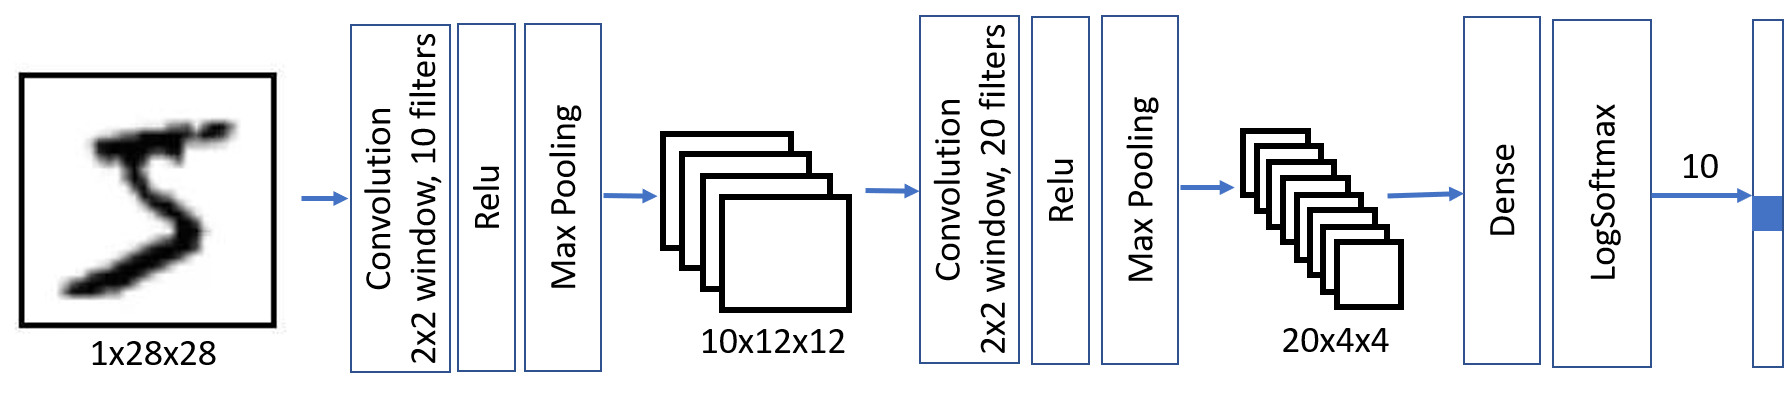 1x28x28
Convolution
2x2 window, 10 filters
Relu
Max Pooling
10x12x12
Convolution
2x2 window, 20 filters
Relu
Max Pooling
20x4x4
Dense
LogSoftmax
10